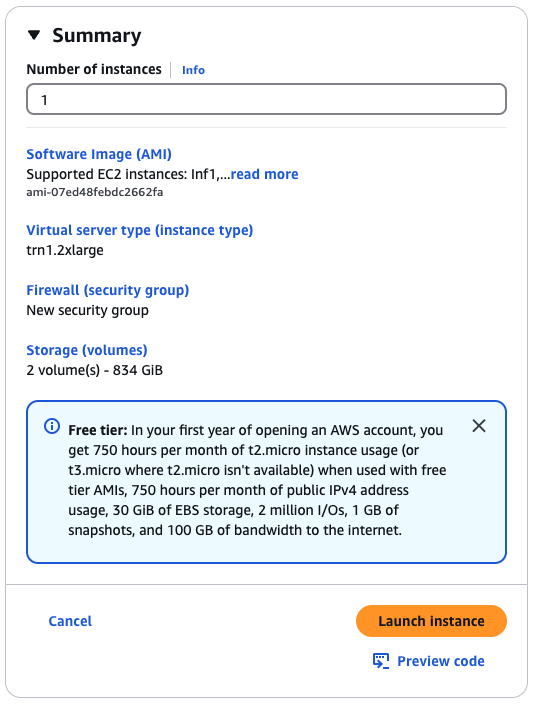 Summary
Number of instances Info
1
Software Image (AMI)
Supported EC2 instances: Inf1,...read more
ami-07ed48febdc2662fa
Virtual server type (instance type)
trn1.2xlarge
Firewall (security group)
New security group
Storage (volumes)
2 volume(s) - 834 GiB
Free tier: In your first year of opening an AWS account, you
get 750 hours per month of t2.micro instance usage (or
t3.micro where t2.micro isn't available) when used with free
tier AMIs, 750 hours per month of public IPv4 address
usage, 30 GiB of EBS storage, 2 million I/Os, 1 GB of
snapshots, and 100 GB of bandwidth to the internet.
Cancel
Launch instance
Preview code